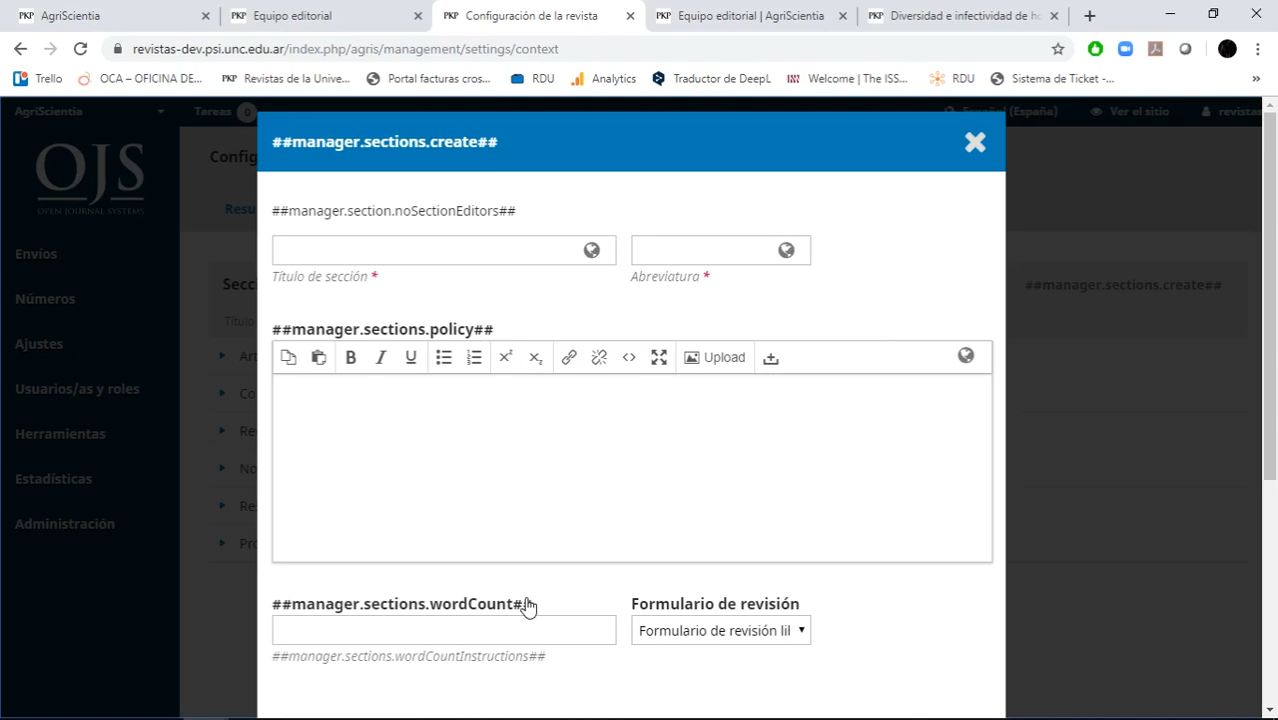 AgriScientia
Equipo editorial
Configuración de la revista
Equipo editorial | AgriScientia
Diversidad e infectividad de ho
revistas-dev.psi.unc.edu.ar/index.php/agris/management/settings/context
Trello
OCA – OFICINA DE...
Revistas de la Unive...
Portal facturas cros...
RDU
Analytics
Traductor de DeepL
Welcome | The ISS...
RDU
Sistema de Ticket -...
AgriScientia
Tareas 0
Español (España)
Ver el sitio
revistas
OJS
OPEN JOURNAL SYSTEMS
Config
Resu
Envíos
Números
Ajustes
Usuarios/as y roles
Herramientas
Estadísticas
Administración
Secc
Título
Art
Co
Re
No
Res
Pro
##manager.sections.create##
##manager.sections.create##
##manager.section.noSectionEditors##
Título de sección *
Abreviatura *
##manager.sections.policy##
B I U
Upload
##manager.sections.wordCount#
Formulario de revisión
Formulario de revisión lil
##manager.sections.wordCountInstructions##